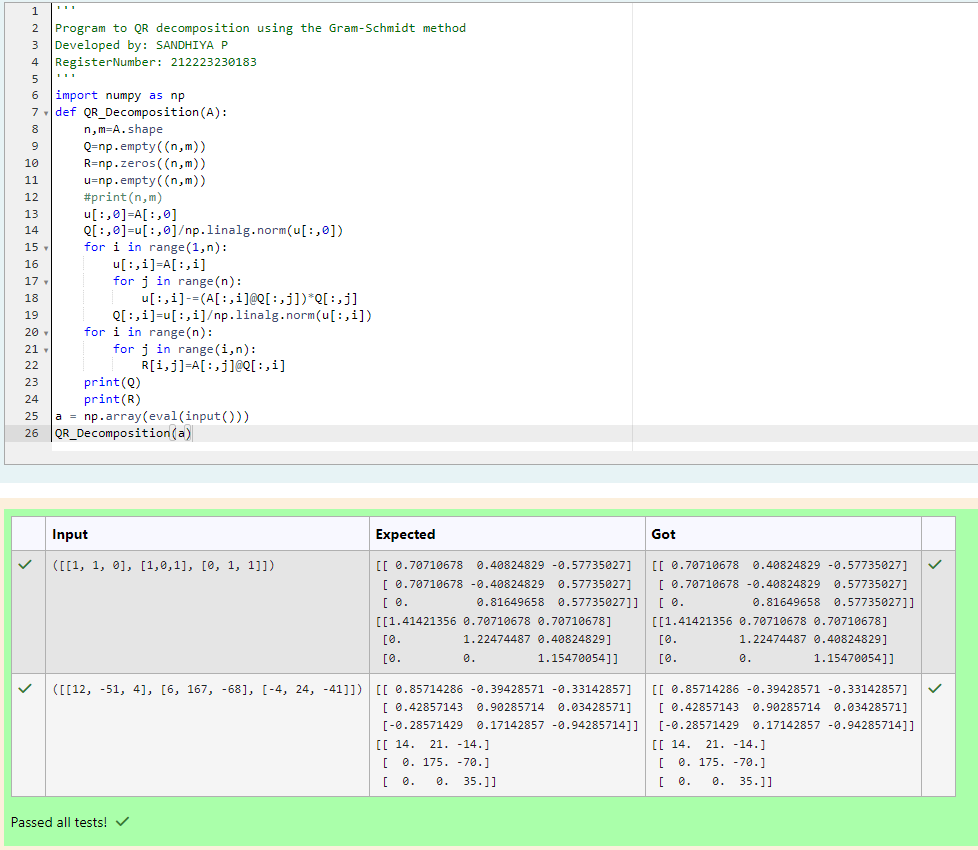 1 '''
2 Program to QR decomposition using the Gram-Schmidt method
3 Developed by: SANDHIYA P
4 RegisterNumber: 212223230183
5 '''
6 import numpy as np
7 def QR_Decomposition(A):
8     n,m=A.shape
9     Q=np.empty((n,m))
10     R=np.zeros((n,m))
11     u=np.empty((n,m))
12     #print(n,m)
13     u[:,0]=A[:,0]
14     Q[:,0]=u[:,0]/np.linalg.norm(u[:,0])
15     for i in range(1,n):
16         u[:,i]=A[:,i]
17         for j in range(n):
18             u[:,i]-=(A[:,i]@Q[:,j])*Q[:,j]
19         Q[:,i]=u[:,i]/np.linalg.norm(u[:,i])
20     for i in range(n):
21         for j in range(i,n):
22             R[i,j]=A[:,j]@Q[:,i]
23     print(Q)
24     print(R)
25 a = np.array(eval(input()))
26 QR_Decomposition(a)
Input Expected Got
([[1, 1, 0], [1,0,1], [0, 1, 1]]) [[ 0.70710678  0.40824829 -0.57735027] [[ 0.70710678  0.40824829 -0.57735027]
[ 0.70710678 -0.40824829  0.57735027] [ 0.70710678 -0.40824829  0.57735027]
[ 0.          0.81649658  0.57735027]] [ 0.          0.81649658  0.57735027]]
[[1.41421356 0.70710678 0.70710678] [[1.41421356 0.70710678 0.70710678]
[0.         1.22474487 0.40824829] [0.         1.22474487 0.40824829]
[0.         0.         1.15470054]] [0.         0.         1.15470054]]
([[12, -51, 4], [6, 167, -68], [-4, 24, -41]]) [[ 0.85714286 -0.39428571 -0.33142857] [[ 0.85714286 -0.39428571 -0.33142857]
[ 0.42857143  0.90285714  0.03428571] [ 0.42857143  0.90285714  0.03428571]
[-0.28571429  0.17142857 -0.94285714]] [-0.28571429  0.17142857 -0.94285714]]
[[ 14.  21. -14.] [[ 14.  21. -14.]
[  0. 175. -70.] [  0. 175. -70.]
[  0.   0.  35.]] [  0.   0.  35.]]
Passed all tests!